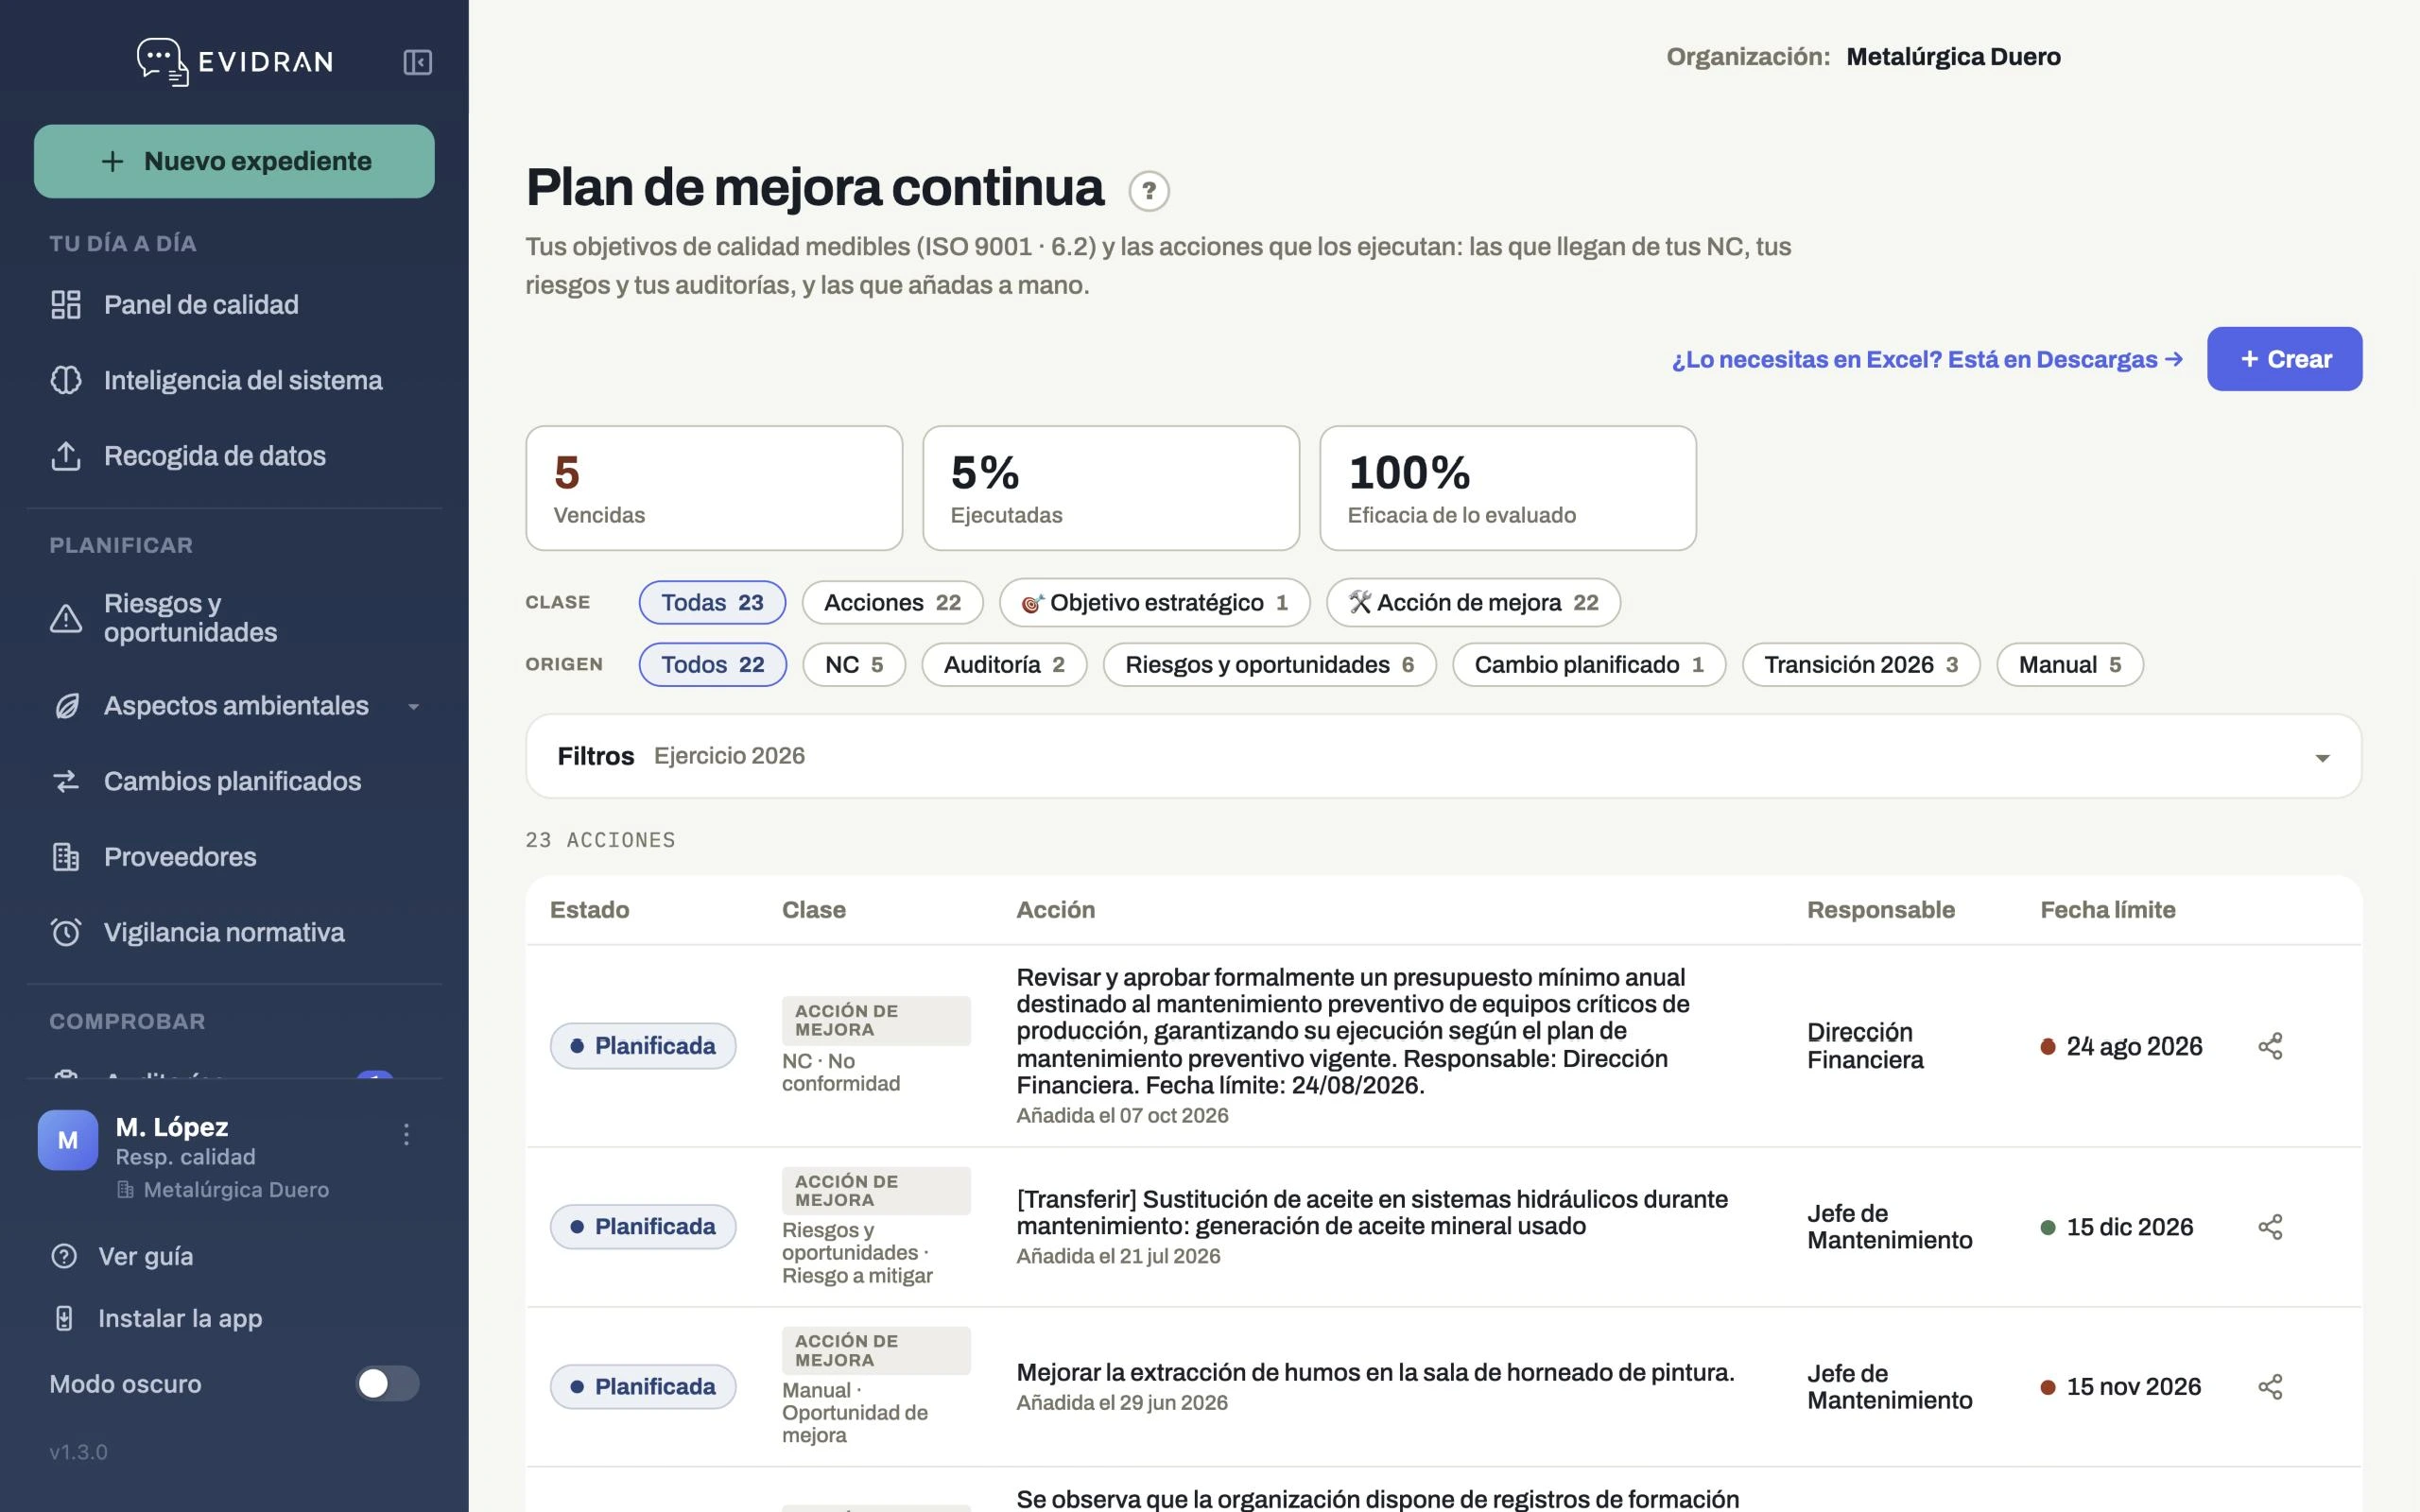 EVIDRAN
Organización: Metalúrgica Duero
+ Nuevo expediente
TU DÍA A DÍA
Panel de calidad
Inteligencia del sistema
Recogida de datos
PLANIFICAR
Riesgos y
oportunidades
Aspectos ambientales
Cambios planificados
Proveedores
Vigilancia normativa
COMPROBAR
M
M. López
Resp. calidad
Metalúrgica Duero
Ver guía
Instalar la app
Modo oscuro
v1.3.0
Plan de mejora continua ?
Tus objetivos de calidad medibles (ISO 9001 · 6.2) y las acciones que los ejecutan: las que llegan de tus NC, tus
riesgos y tus auditorías, y las que añadas a mano.
¿Lo necesitas en Excel? Está en Descargas →
+ Crear
5
Vencidas
5%
Ejecutadas
100%
Eficacia de lo evaluado
CLASE Todas 23 Acciones 22 🎯 Objetivo estratégico 1 🛠 Acción de mejora 22
ORIGEN Todos 22 NC 5 Auditoría 2 Riesgos y oportunidades 6 Cambio planificado 1 Transición 2026 3 Manual 5
Filtros Ejercicio 2026
23 ACCIONES
Estado Clase Acción Responsable Fecha límite
Planificada
ACCIÓN DE
MEJORA
NC · No
conformidad
Revisar y aprobar formalmente un presupuesto mínimo anual
destinado al mantenimiento preventivo de equipos críticos de
producción, garantizando su ejecución según el plan de
mantenimiento preventivo vigente. Responsable: Dirección
Financiera. Fecha límite: 24/08/2026.
Añadida el 07 oct 2026
Dirección
Financiera
24 ago 2026
Planificada
ACCIÓN DE
MEJORA
Riesgos y
oportunidades ·
Riesgo a mitigar
[Transferir] Sustitución de aceite en sistemas hidráulicos durante
mantenimiento: generación de aceite mineral usado
Añadida el 21 jul 2026
Jefe de
Mantenimiento
15 dic 2026
Planificada
ACCIÓN DE
MEJORA
Manual ·
Oportunidad de
mejora
Mejorar la extracción de humos en la sala de horneado de pintura.
Añadida el 29 jun 2026
Jefe de
Mantenimiento
15 nov 2026
Se observa que la organización dispone de registros de formación